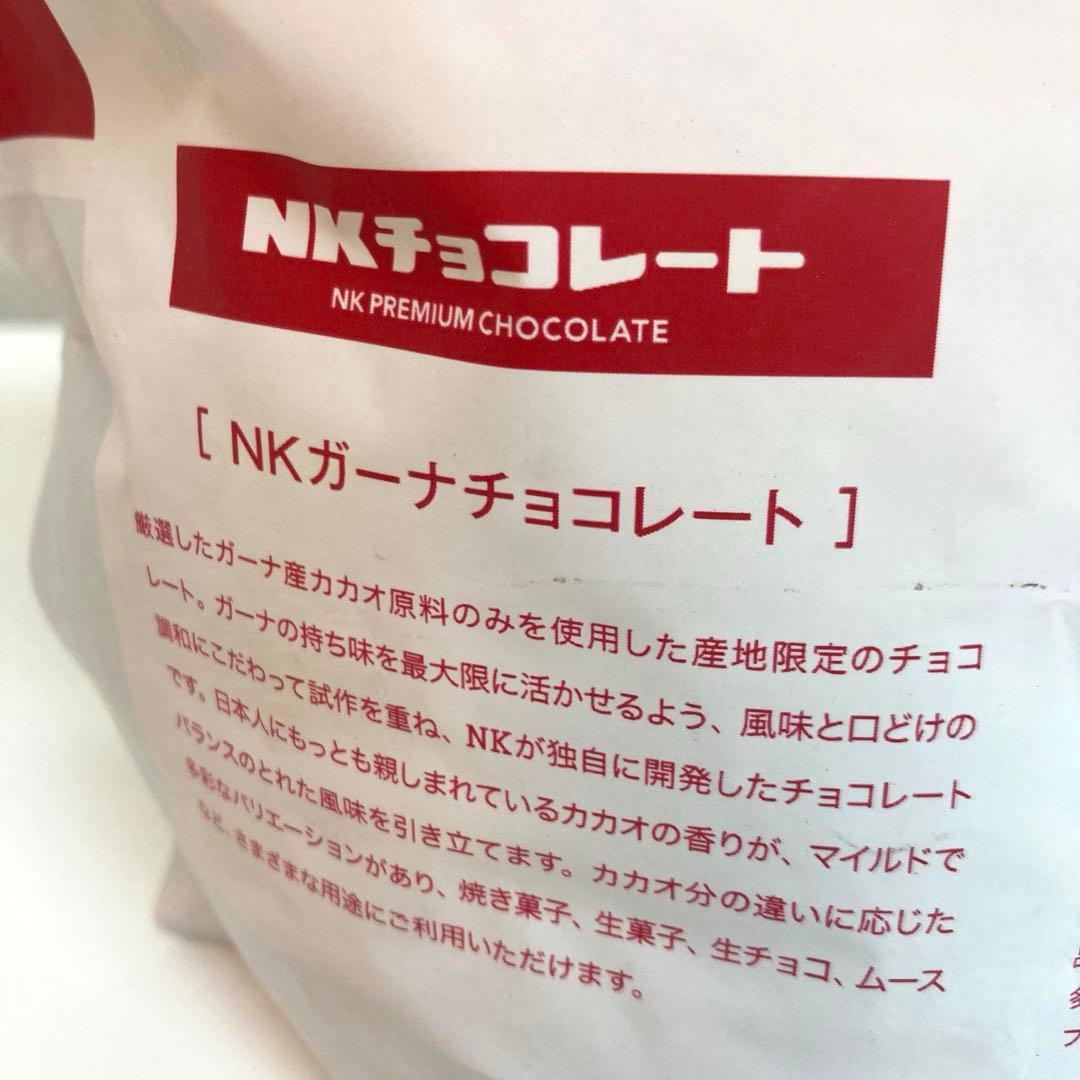 NKチョコレート
NK PREMIUM CHOCOLATE
[ NKガーナチョコレート ]
厳選したガーナ産カカオ原料のみを使用した産地限定のチョコ
レート。ガーナの持ち味を最大限に活かせるよう、風味と口どけの
調和にこだわって試作を重ね、NKが独自に開発したチョコレート
です。日本人にもっとも親しまれているカカオの香りが、マイルドで
バランスのとれた風味を引き立てます。カカオ分の違いに応じた
多彩なバリエーションがあり、焼き菓子、生菓子、生チョコ、ムース
など、さまざまな用途にご利用いただけます。